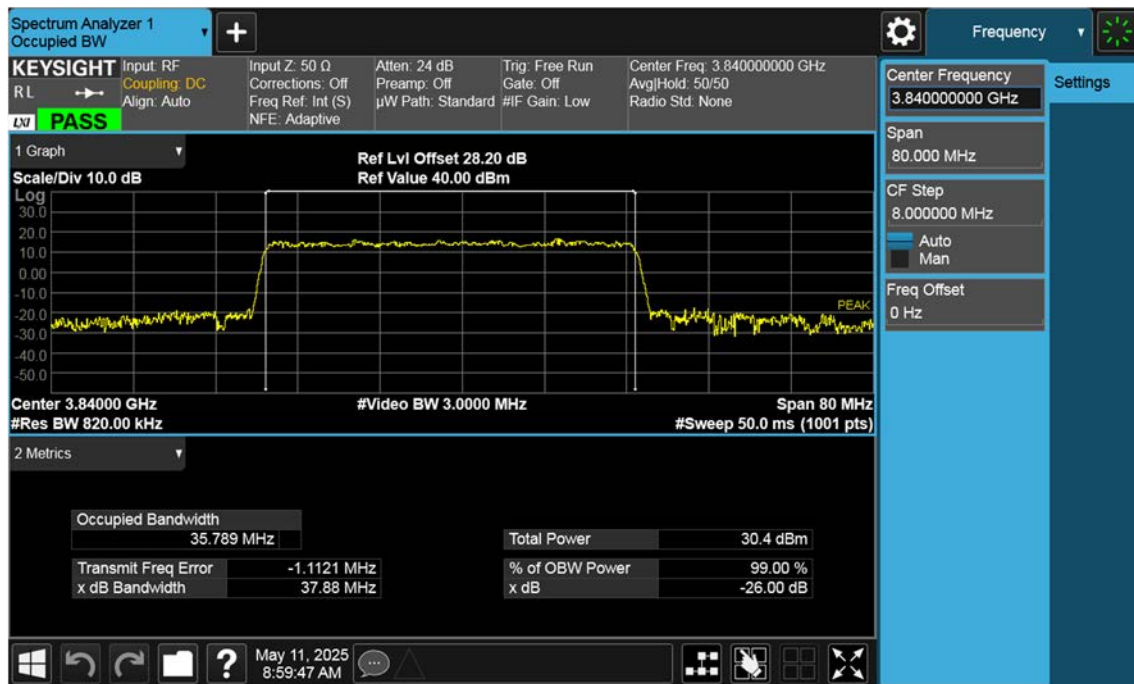 Spectrum Analyzer 1
Occupied BW
+
Frequency
KEYSIGHT
RL
LXI
PASS
Input: RF
Coupling: DC
Align: Auto
Input Z: 50 Ω
Corrections: Off
Freq Ref: Int (S)
NFE: Adaptive
Atten: 24 dB
Preamp: Off
µW Path: Standard
Trig: Free Run
Gate: Off
#IF Gain: Low
Center Freq: 3.840000000 GHz
Avg|Hold: 50/50
Radio Std: None
Center Frequency
3.840000000 GHz
Settings
Span
80.000 MHz
CF Step
8.000000 MHz
Auto
Man
Freq Offset
0 Hz
1 Graph
Scale/Div 10.0 dB
Ref Lvl Offset 28.20 dB
Ref Value 40.00 dBm
Log
30.0
20.0
10.0
0.00
-10.0
-20.0
-30.0
-40.0
-50.0
PEAK
Center 3.84000 GHz
#Video BW 3.0000 MHz
Span 80 MHz
#Res BW 820.00 kHz
#Sweep 50.0 ms (1001 pts)
2 Metrics
Occupied Bandwidth
35.789 MHz
Total Power 30.4 dBm
Transmit Freq Error -1.1121 MHz
% of OBW Power 99.00 %
x dB Bandwidth 37.88 MHz
x dB -26.00 dB
?
May 11, 2025
8:59:47 AM